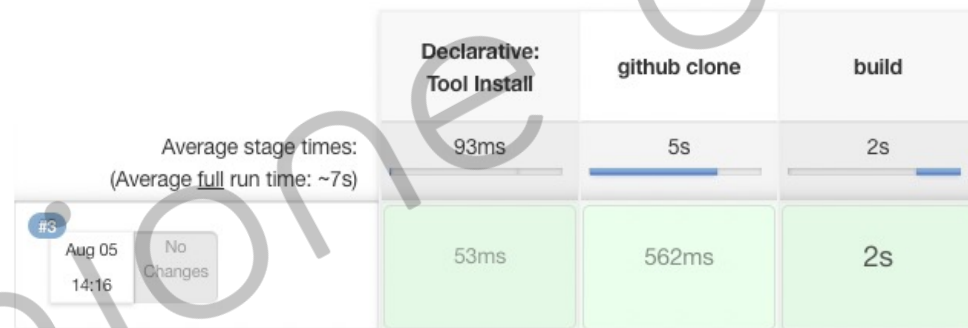 Declarative:
Tool Install
github clone
build
Average stage times:
93ms
5s
2s
(Average full run time: ~7s)
#3
Aug 05
14:16
No
Changes
53ms
562ms
2s